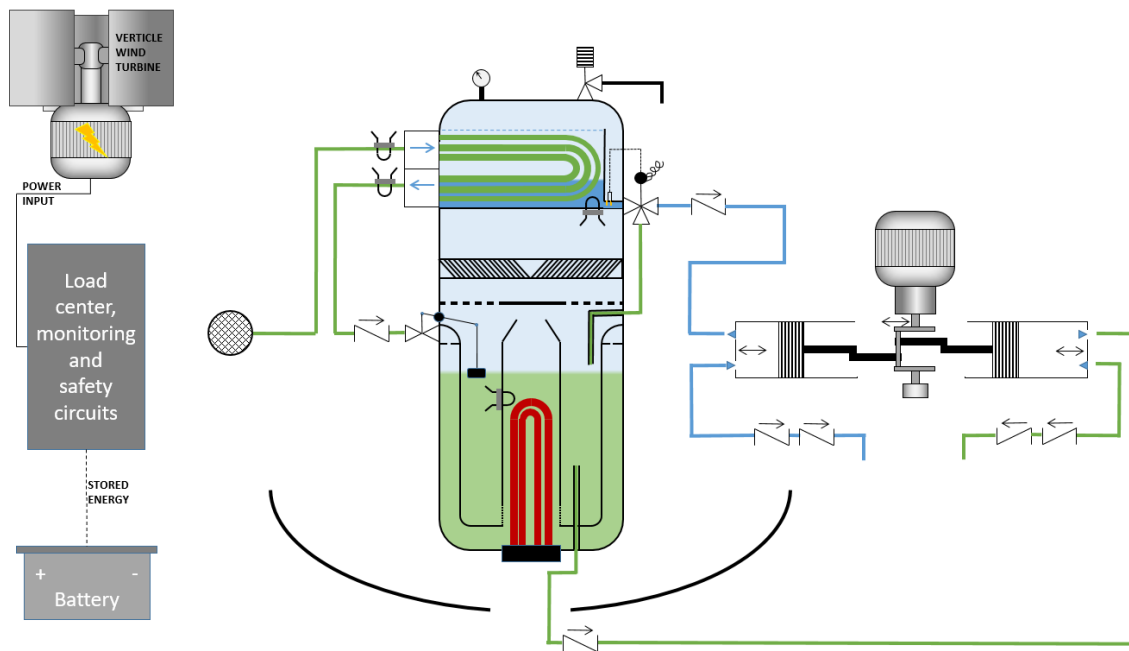 VERTICLE
WIND
TURBINE
POWER
INPUT
Load
center,
monitoring
and
safety
circuits
STORED
ENERGY
+ -
Battery